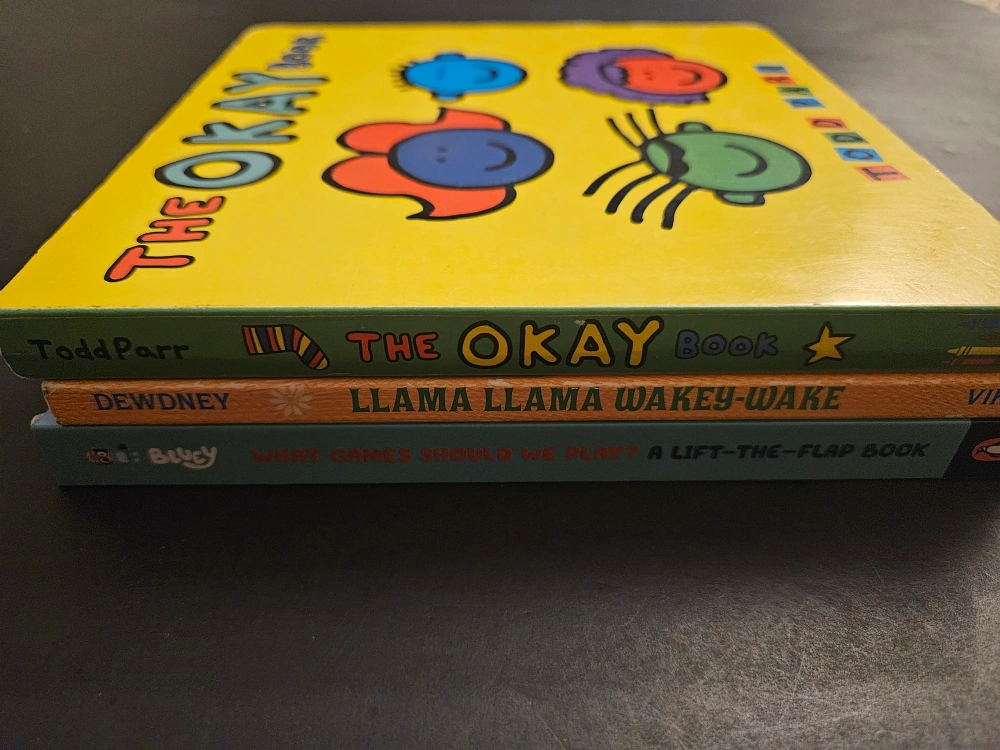 THE OKAY BOOK
TODD PARR
Todd Parr THE OKAY BOOK
DEWDNEY LLAMA LLAMA WAKEY-WAKE VIK
BLUEY WHAT GAMES SHOULD WE PLAY? A LIFT-THE-FLAP BOOK